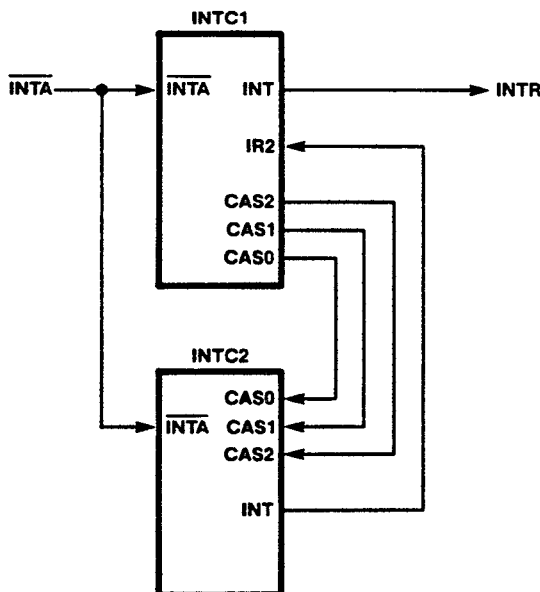 INTC1
INTA INTA INT INTR
IR2
CAS2
CAS1
CAS0
INTC2
CAS0
INTA CAS1
CAS2
INT